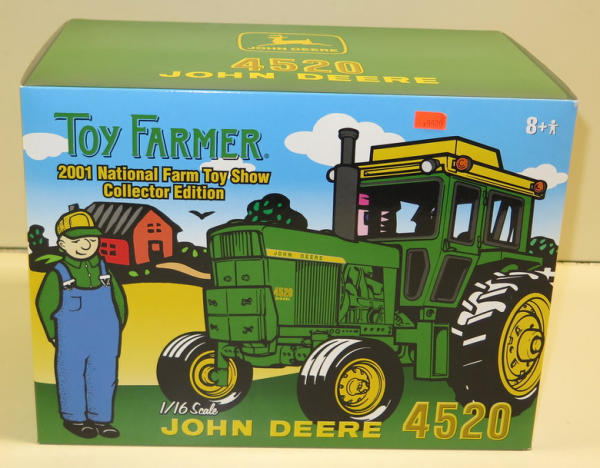 JOHN DEERE
4520
JOHN DEERE
TOY FARMER®
2001 National Farm Toy Show
Collector Edition
8+
JOHN DEERE
4520
DIESEL
1/16 Scale
JOHN DEERE 4520